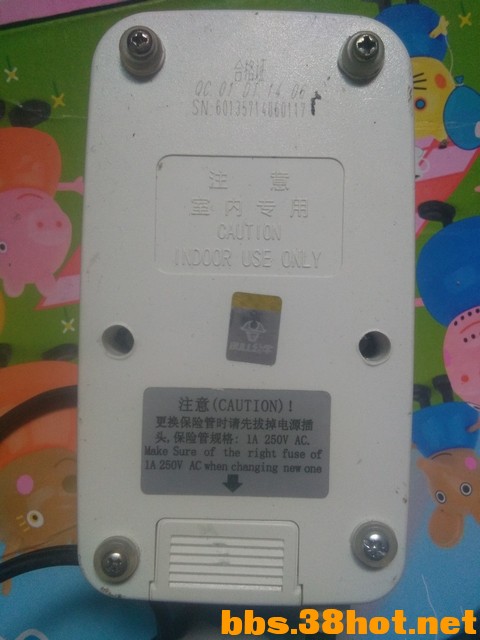 合格证
QC 01 07 14 06
SN:60135714860117
注 意
室内专用
CAUTION
INDOOR USE ONLY
注意(CAUTION)!
更换保险管时请先拔掉电源插
头,保险管规格: 1A 250V AC.
Make Sure of the right fuse of
1A 250V AC when changing new one
bbs.38hot.net